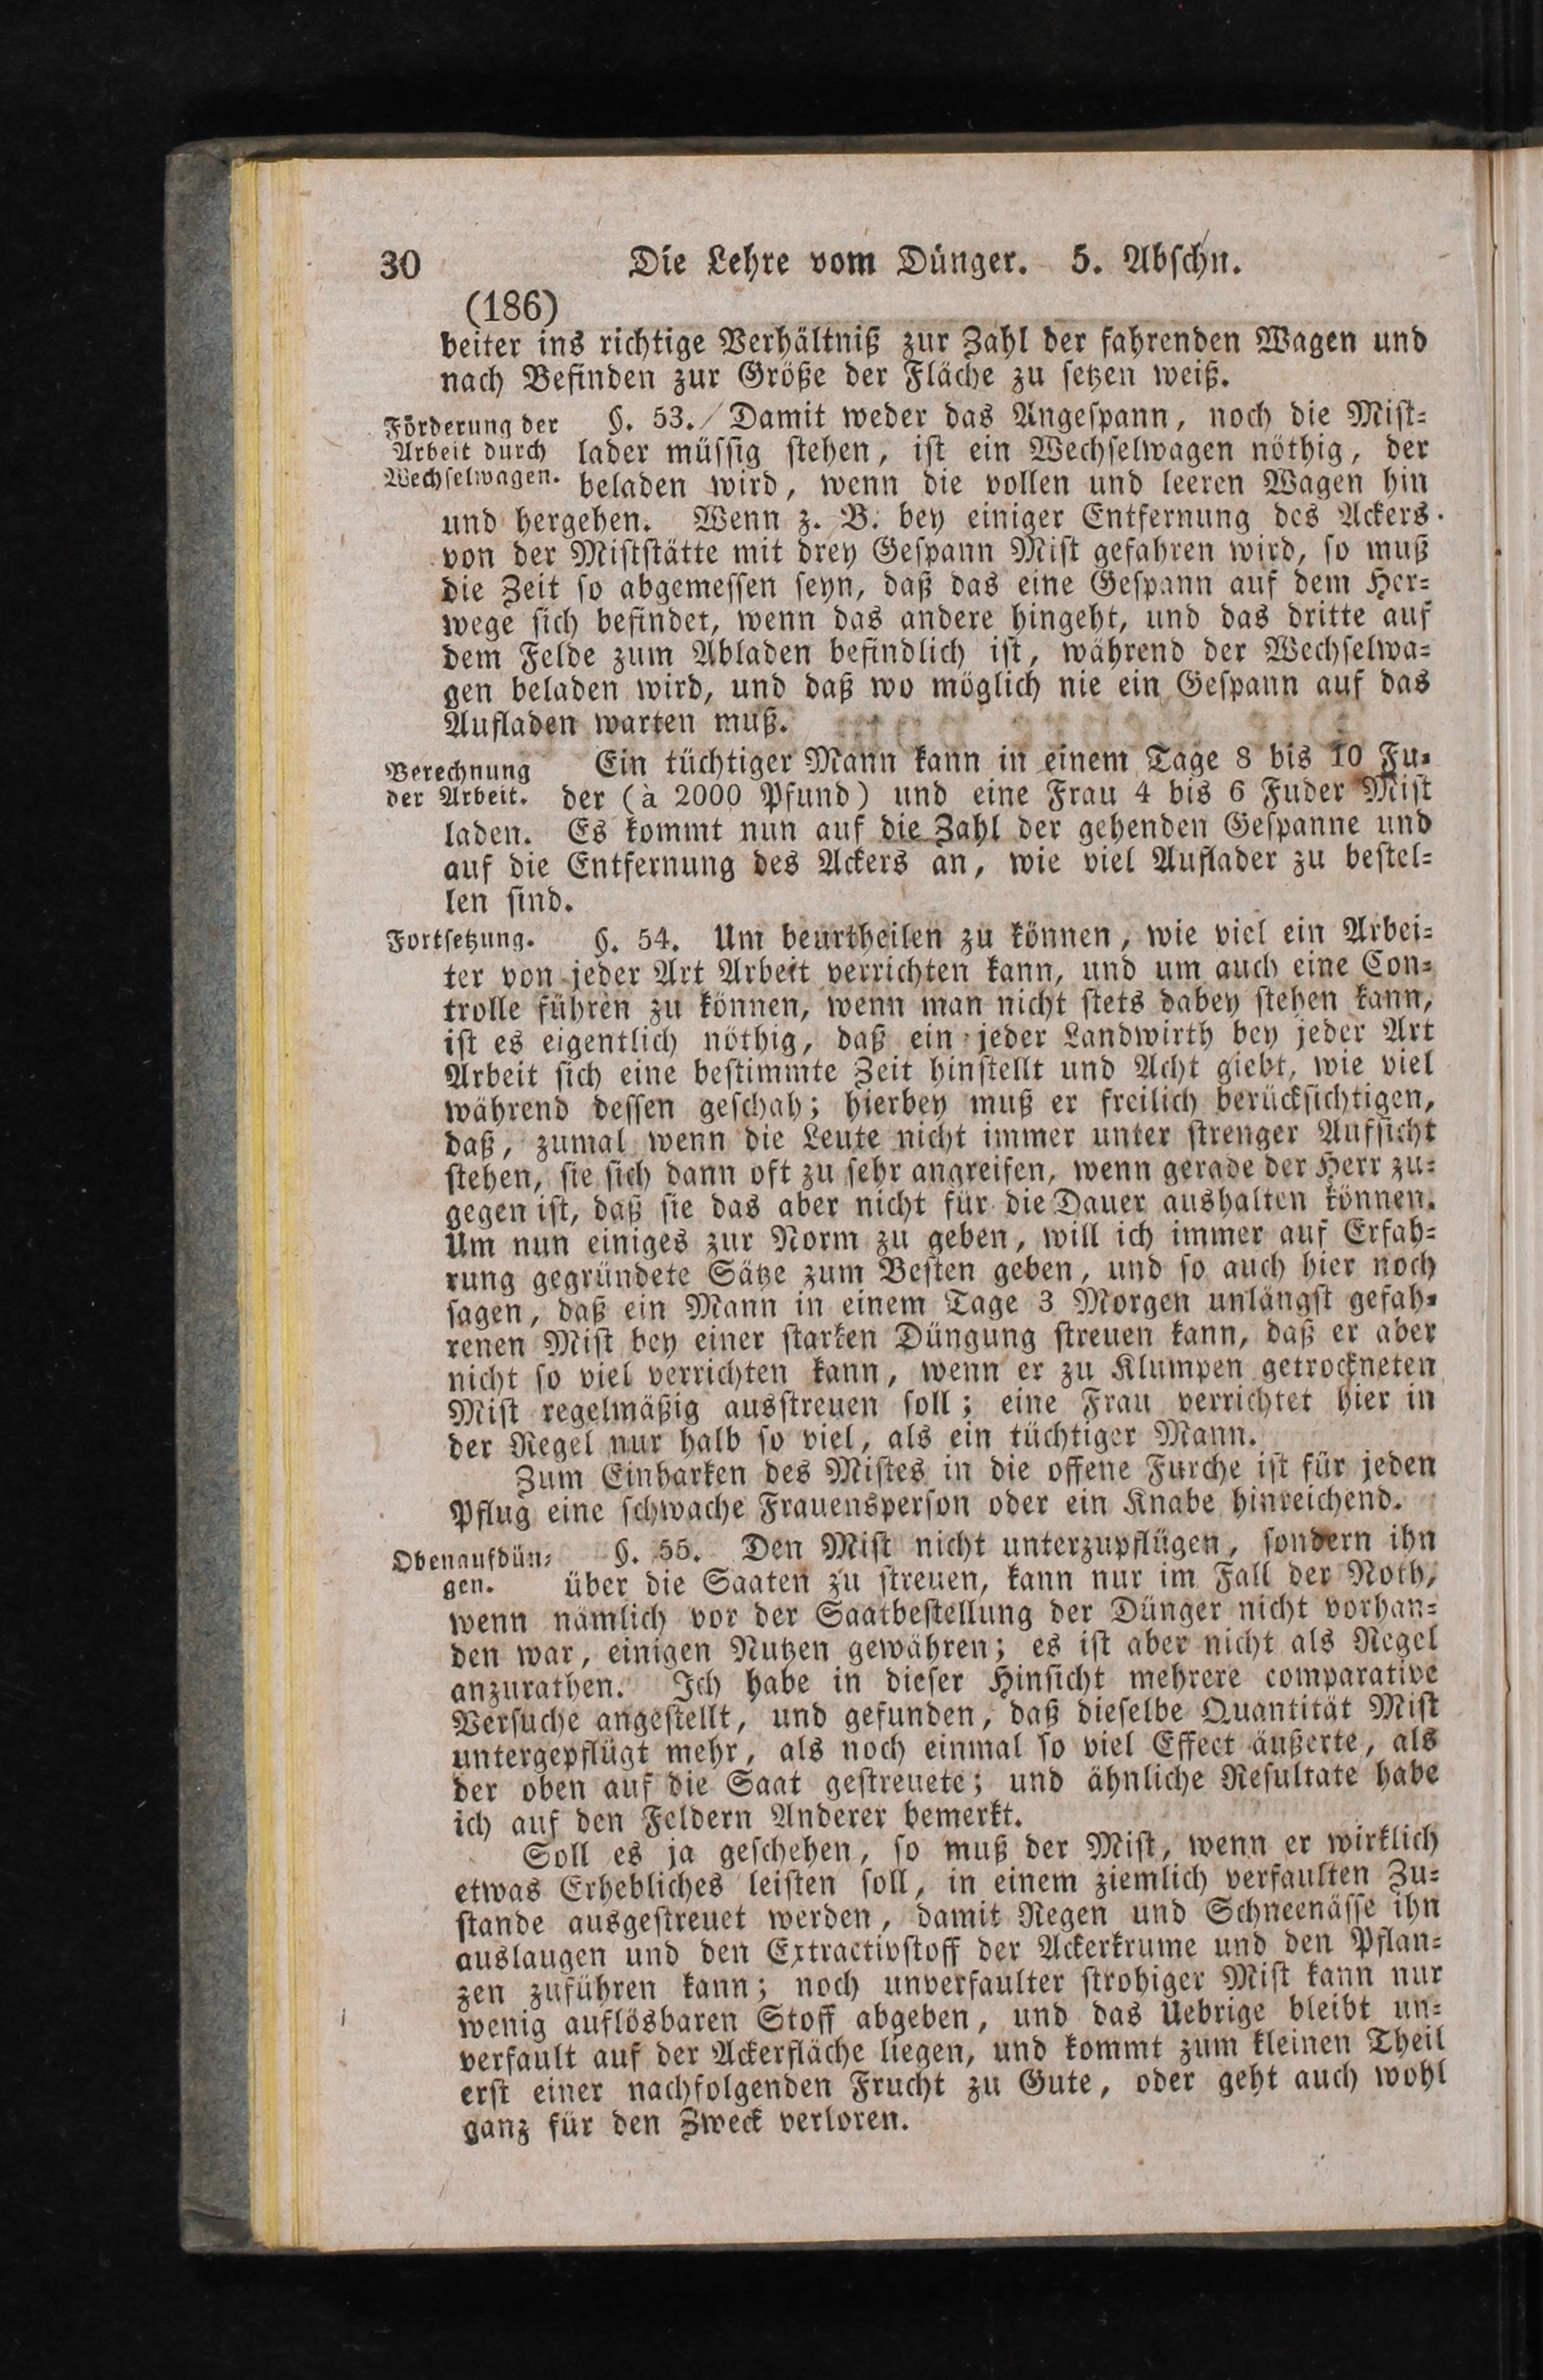 30 Die Lehre vom Dünger. 5. Abschn.
(186)
beiter ins richtige Verhältniß zur Zahl der fahrenden Wagen und
nach Befinden zur Größe der Fläche zu setzen weiß.
Förderung der
Arbeit durch
Wechselwagen.
§. 53. Damit weder das Angespann, noch die Mist-
lader müssig stehen, ist ein Wechselwagen nöthig, der
beladen wird, wenn die vollen und leeren Wagen hin
und hergehen. Wenn z. B. bey einiger Entfernung des Ackers
von der Miststätte mit drey Gespann Mist gefahren wird, so muß
die Zeit so abgemessen seyn, daß das eine Gespann auf dem Her-
wege sich befindet, wenn das andere hingeht, und das dritte auf
dem Felde zum Abladen befindlich ist, während der Wechselwa-
gen beladen wird, und daß wo möglich nie ein Gespann auf das
Aufladen warten muß.
Berechnung
der Arbeit.
Ein tüchtiger Mann kann in einem Tage 8 bis 10 Fu-
der (à 2000 Pfund) und eine Frau 4 bis 6 Fuder Mist
laden. Es kommt nun auf die Zahl der gehenden Gespanne und
auf die Entfernung des Ackers an, wie viel Auflader zu bestel-
len sind.
Fortsetzung.
§. 54. Um beurtheilen zu können, wie viel ein Arbei-
ter von jeder Art Arbeit verrichten kann, und um auch eine Con-
trolle führen zu können, wenn man nicht stets dabey stehen kann,
ist es eigentlich nöthig, daß ein jeder Landwirth bey jeder Art
Arbeit sich eine bestimmte Zeit hinstellt und Acht giebt, wie viel
während dessen geschah; hierbey muß er freilich berücksichtigen,
daß, zumal wenn die Leute nicht immer unter strenger Aufsicht
stehen, sie sich dann oft zu sehr angreifen, wenn gerade der Herr zu-
gegen ist, daß sie das aber nicht für die Dauer aushalten können.
Um nun einiges zur Norm zu geben, will ich immer auf Erfah-
rung gegründete Sätze zum Besten geben, und so auch hier noch
sagen, daß ein Mann in einem Tage 3 Morgen unlängst gefah-
renen Mist bey einer starken Düngung streuen kann, daß er aber
nicht so viel verrichten kann, wenn er zu Klumpen getrockneten
Mist regelmäßig ausstreuen soll; eine Frau verrichtet hier in
der Regel nur halb so viel, als ein tüchtiger Mann.
Zum Einharken des Mistes in die offene Furche ist für jeden
Pflug eine schwache Frauensperson oder ein Knabe hinreichend.
Obenaufdün-
gen.
§. 55. Den Mist nicht unterzupflügen, sondern ihn
über die Saaten zu streuen, kann nur im Fall der Noth,
wenn nämlich vor der Saatbestellung der Dünger nicht vorhan-
den war, einigen Nutzen gewähren; es ist aber nicht als Regel
anzurathen. Ich habe in dieser Hinsicht mehrere comparative
Versuche angestellt, und gefunden, daß dieselbe Quantität Mist
untergepflügt mehr, als noch einmal so viel Effect äußerte, als
der oben auf die Saat gestreuete; und ähnliche Resultate habe
ich auf den Feldern Anderer bemerkt.
Soll es ja geschehen, so muß der Mist, wenn er wirklich
etwas Erhebliches leisten soll, in einem ziemlich verfaulten Zu-
stande ausgestreuet werden, damit Regen und Schneenässe ihn
auslaugen und den Extractivstoff der Ackerkrume und den Pflan-
zen zuführen kann; noch unverfaulter strohiger Mist kann nur
wenig auflösbaren Stoff abgeben, und das Uebrige bleibt un-
verfault auf der Ackerfläche liegen, und kommt zum kleinen Theil
erst einer nachfolgenden Frucht zu Gute, oder geht auch wohl
ganz für den Zweck verloren.